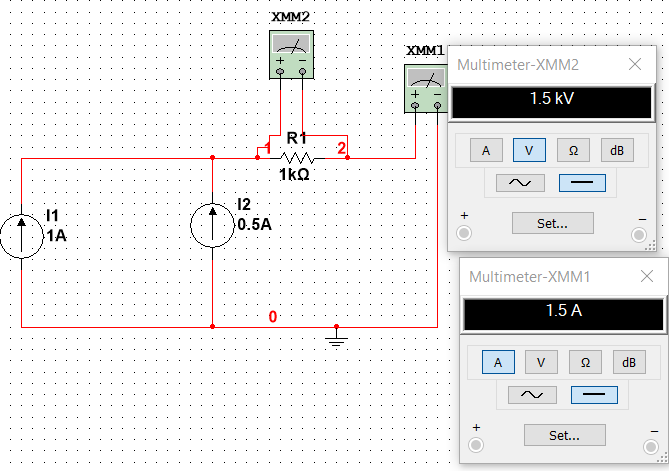 XMM2
XMM1
Multimeter-XMM2
1.5 kV
A V Ω dB
+ Set... −
R1
1 2
1kΩ
I1
1A
I2
0.5A
0
Multimeter-XMM1
1.5 A
A V Ω dB
+ Set... −